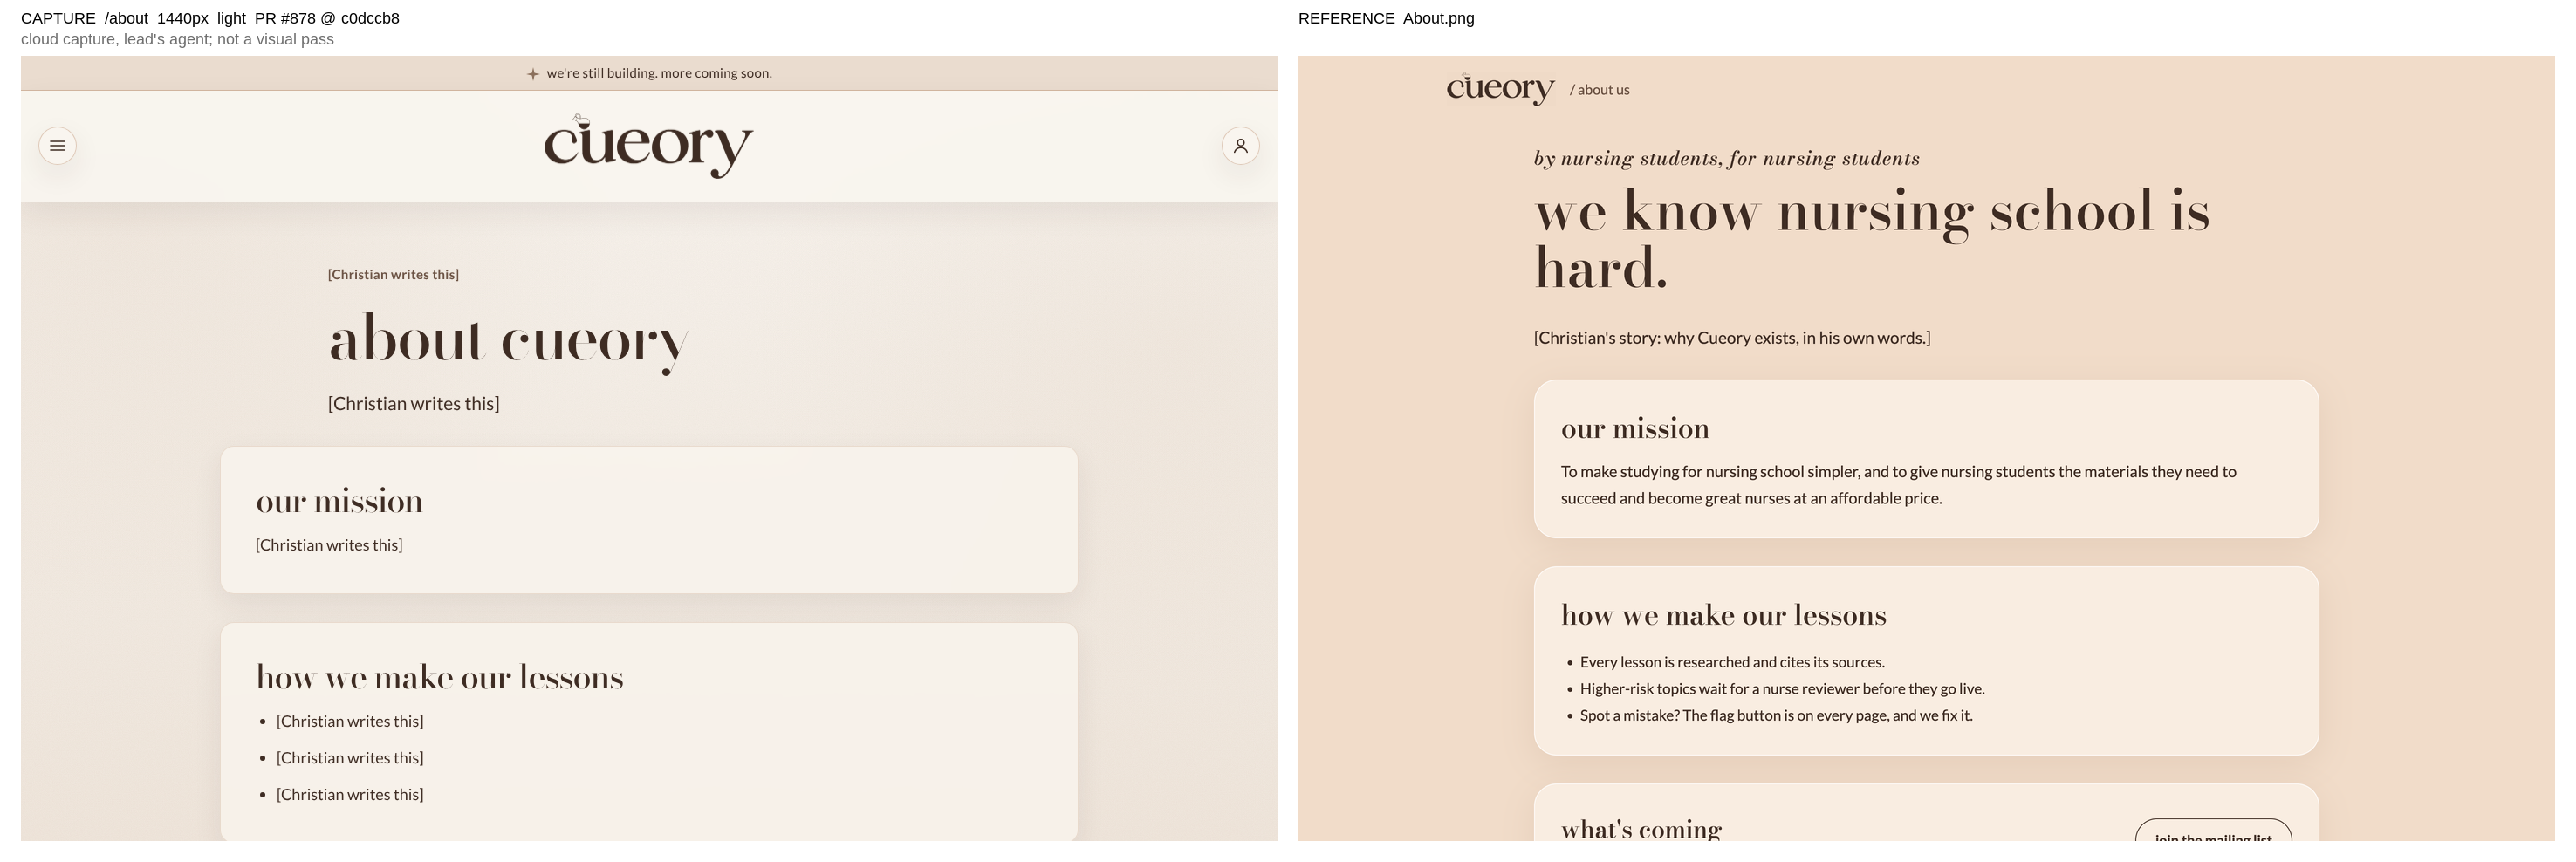 CAPTURE /about 1440px light PR #878 @ c0dccb8
cloud capture, lead's agent; not a visual pass
we're still building. more coming soon.
cueory
[Christian writes this]
about cueory
[Christian writes this]
our mission
[Christian writes this]
how we make our lessons
• [Christian writes this]
• [Christian writes this]
• [Christian writes this]
REFERENCE About.png
cueory / about us
by nursing students, for nursing students
we know nursing school is
hard.
[Christian's story: why Cueory exists, in his own words.]
our mission
To make studying for nursing school simpler, and to give nursing students the materials they need to
succeed and become great nurses at an affordable price.
how we make our lessons
• Every lesson is researched and cites its sources.
• Higher-risk topics wait for a nurse reviewer before they go live.
• Spot a mistake? The flag button is on every page, and we fix it.
what's coming
join the mailing list